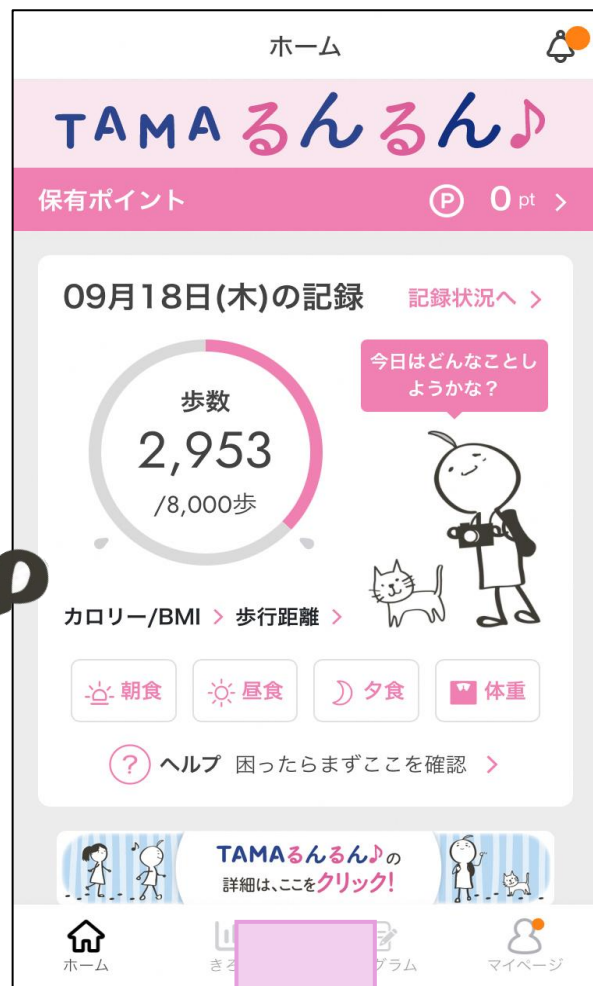 ホーム
TAMAるんるん♪
保有ポイント P 0 pt >
09月18日(木)の記録 記録状況へ >
今日はどんなことし
ようかな？
歩数
2,953
/8,000歩
カロリー/BMI > 歩行距離 >
朝食 昼食 夕食 体重
? ヘルプ 困ったらまずここを確認 >
TAMAるんるん♪の
詳細は、ここをクリック!
ホーム マイページ